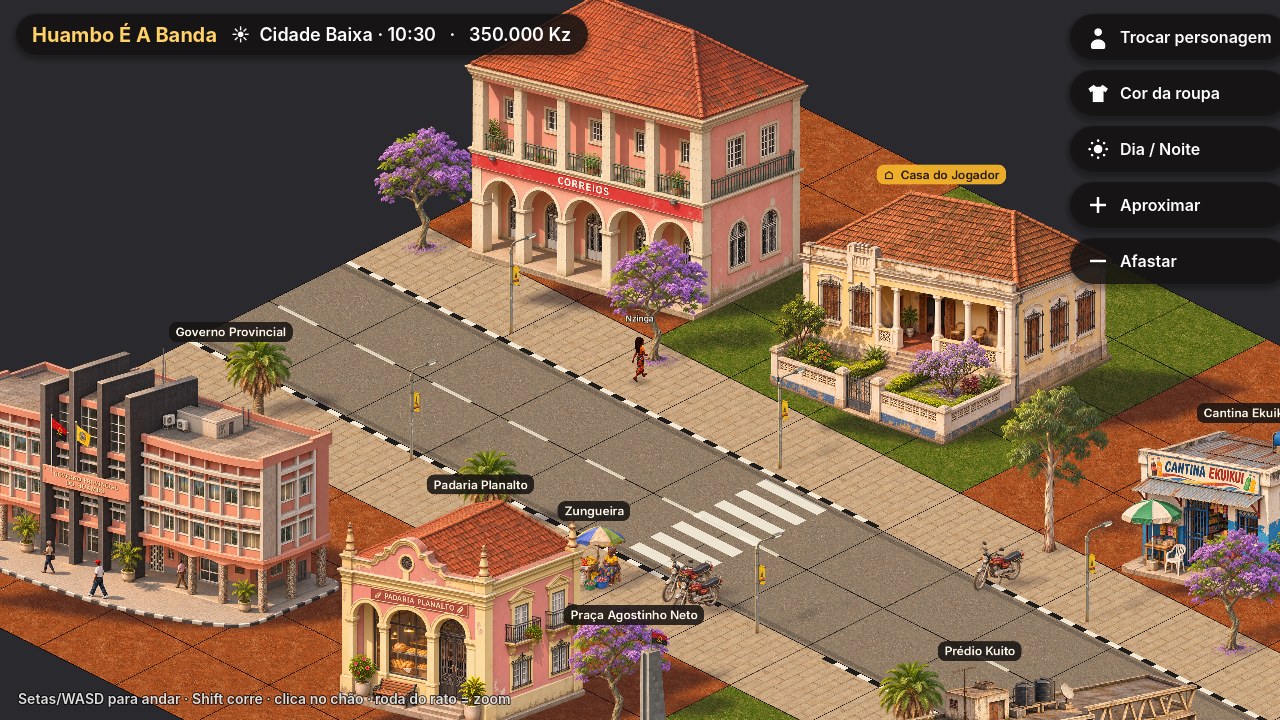 Huambo É A Banda
Cidade Baixa · 10:30 · 350.000 Kz
Trocar personagem
Cor da roupa
Dia / Noite
Aproximar
Afastar
CORREIOS
Casa do Jogador
Nzinga
Governo Provincial
Cantina Ekuik
CANTINA EKUIKUI
Padaria Planalto
Zungueira
PADARIA PLANALTO
Praça Agostinho Neto
Prédio Kuito
Setas/WASD para andar · Shift corre · clica no chão · roda do rato = zoom